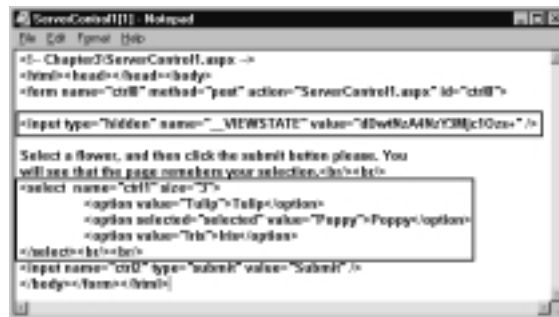 ServerControl1[1] - Notepad
File Edit Format Help
<!-- Chapter3\ServerControl1.aspx -->
<html><head></head><body>
<form name="ctrl0" method="post" action="ServerControl1.aspx" id="ctrl0">
<input type="hidden" name="__VIEWSTATE" value= />
Select a flower, and then click the submit button please. You
will see that the page remebers your selection.<br/><br/>
<select name="ctrl1" size="3">
<option value="Tulip">Tulip</option>
<option selected="selected" value="Poppy">Poppy</option>
<option value="Iris">Iris</option>
</select><br/><br/>
<input name="ctrl2" type="submit" value="Submit" />
</body></form></html>